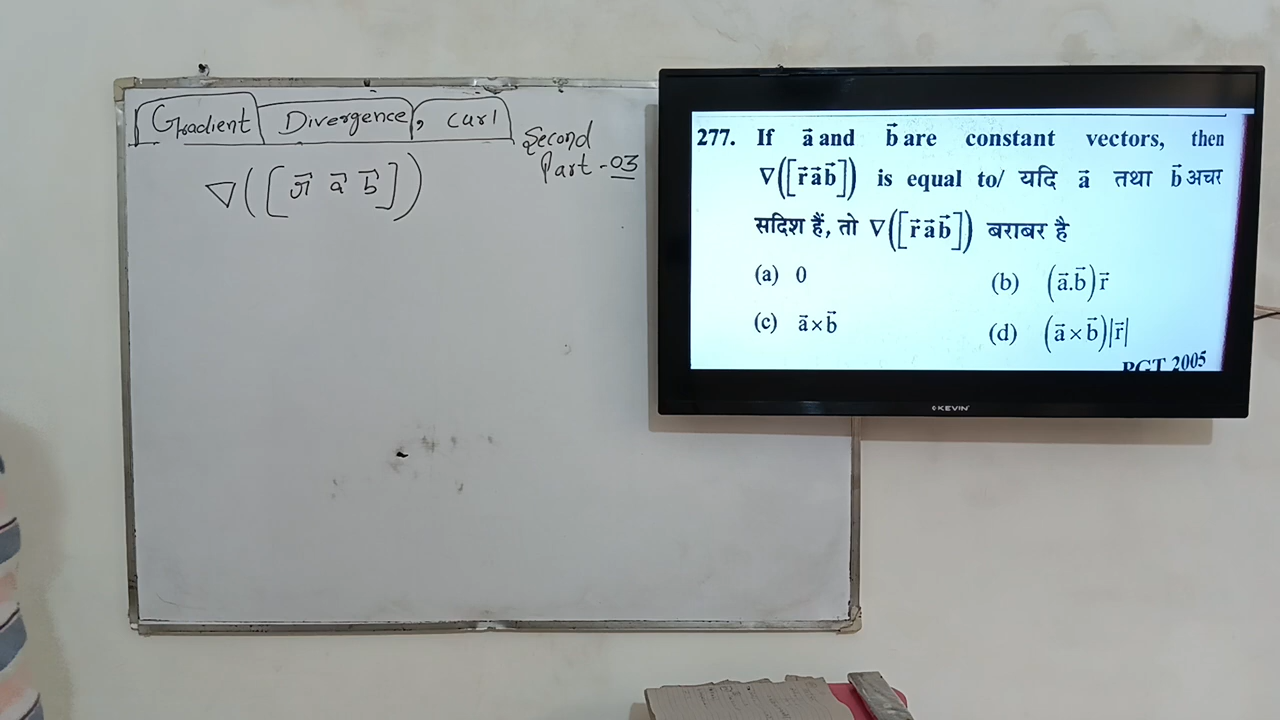 Gradient Divergence, curl
Second
Part - 03
∇([r⃗ a⃗ b⃗])
277. If a⃗ and b⃗ are constant vectors, then
∇([r⃗ a⃗ b⃗]) is equal to/ यदि a⃗ तथा b⃗ अचर
सदिश हैं, तो ∇([r⃗ a⃗ b⃗]) बराबर है
(a) 0 (b) (a⃗.b⃗)r⃗
(c) a⃗×b⃗ (d) (a⃗×b⃗)|r⃗|
PGT 2005
KEVIN